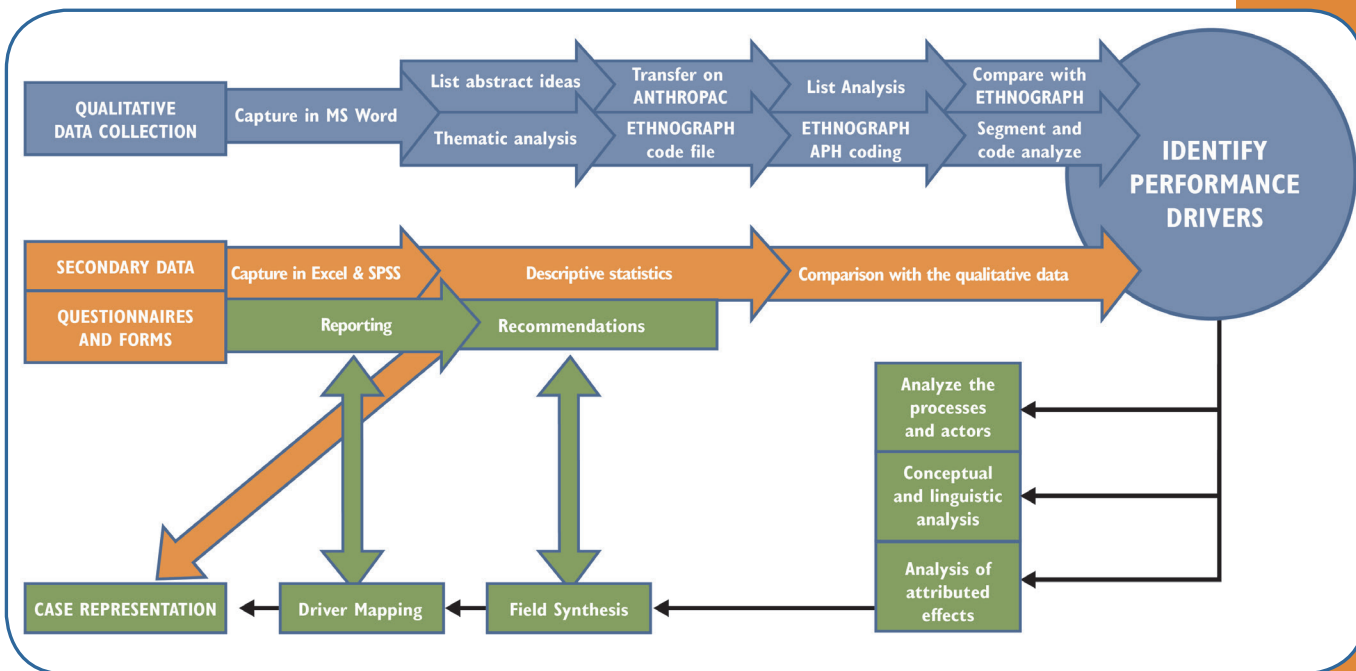 QUALITATIVE
DATA COLLECTION
Capture in MS Word
List abstract ideas
Transfer on
ANTHROPAC
List Analysis
Compare with
ETHNOGRAPH
Thematic analysis
ETHNOGRAPH
code file
ETHNOGRAPH
APH coding
Segment and
code analyze
IDENTIFY
PERFORMANCE
DRIVERS
SECONDARY DATA
Capture in Excel & SPSS
Descriptive statistics
Comparison with the qualitative data
QUESTIONNAIRES
AND FORMS
Reporting
Recommendations
Analyze the
processes
and actors
Conceptual
and linguistic
analysis
Analysis of
attributed
effects
CASE REPRESENTATION
Driver Mapping
Field Synthesis